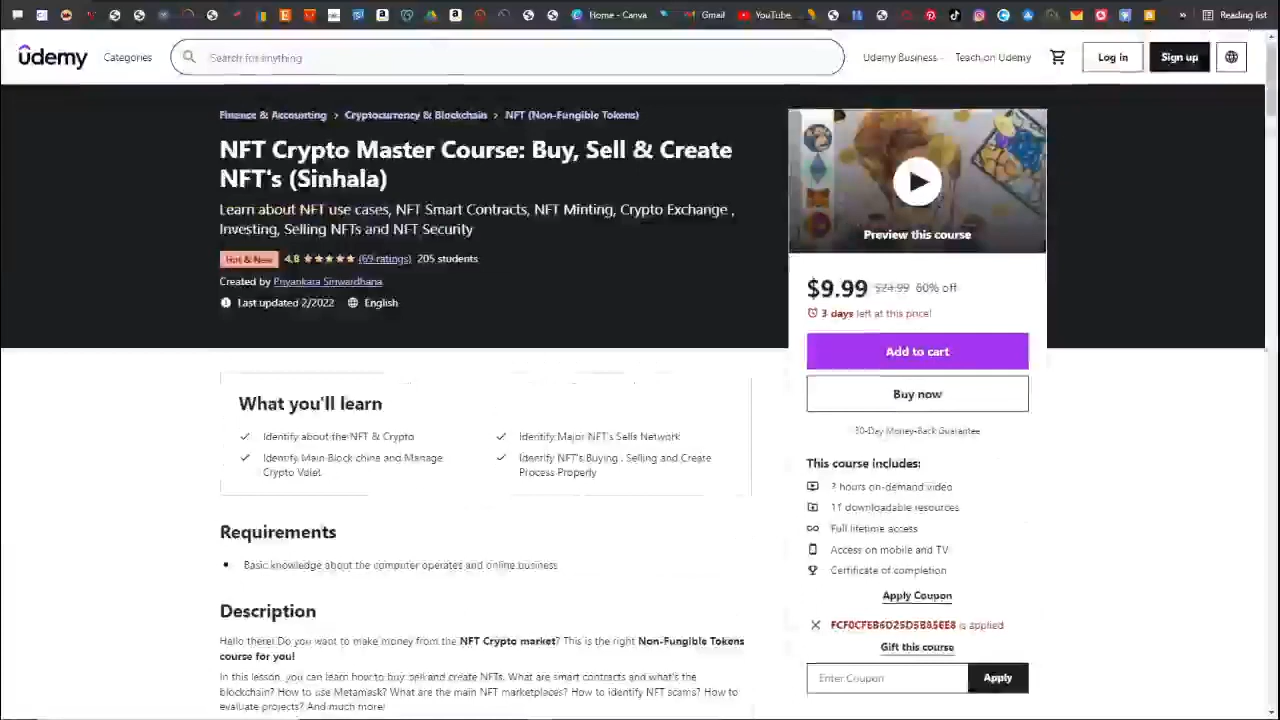 Home - Canva
Gmail
YouTube
»
Reading list
ûdemy
Categories
Search for anything
Udemy Business
Teach on Udemy
Log in
Sign up
Finance & Accounting > Cryptocurrency & Blockchain > NFT (Non-Fungible Tokens)
NFT Crypto Master Course: Buy, Sell & Create
NFT's (Sinhala)
Learn about NFT use cases, NFT Smart Contracts, NFT Minting, Crypto Exchange ,
Investing, Selling NFTs and NFT Security
Hot & New 4.8 (69 ratings) 205 students
Created by Priyankara
Last updated 2/2022 English
Preview this course
$9.99 $24.99 60% off
3 days left at this price!
Add to cart
Buy now
30-Day Money-Back Guarantee
What you'll learn
Identify about the NFT & Crypto
Identify Main Block chine and Manage
Crypto Valet
Identify Major NFT's Sells Network
Identify NFT's Buying , Selling and Create
Process Properly
This course includes:
hours on-demand video
11 downloadable resources
Full lifetime access
Access on mobile and TV
Certificate of completion
Apply Coupon
is applied
Gift this course
Enter Coupon
Apply
Requirements
Basic knowledge about the computer operates and online business
Description
Hello there! Do you want to make money from the NFT Crypto market? This is the right Non-Fungible Tokens
course for you!
In this lesson, you can learn how to buy sell and create NFTs. What are smart contracts and what's the
blockchain? How to use Metamask? What are the main NFT marketplaces? How to identify NFT scams? How to
evaluate projects? And much more!